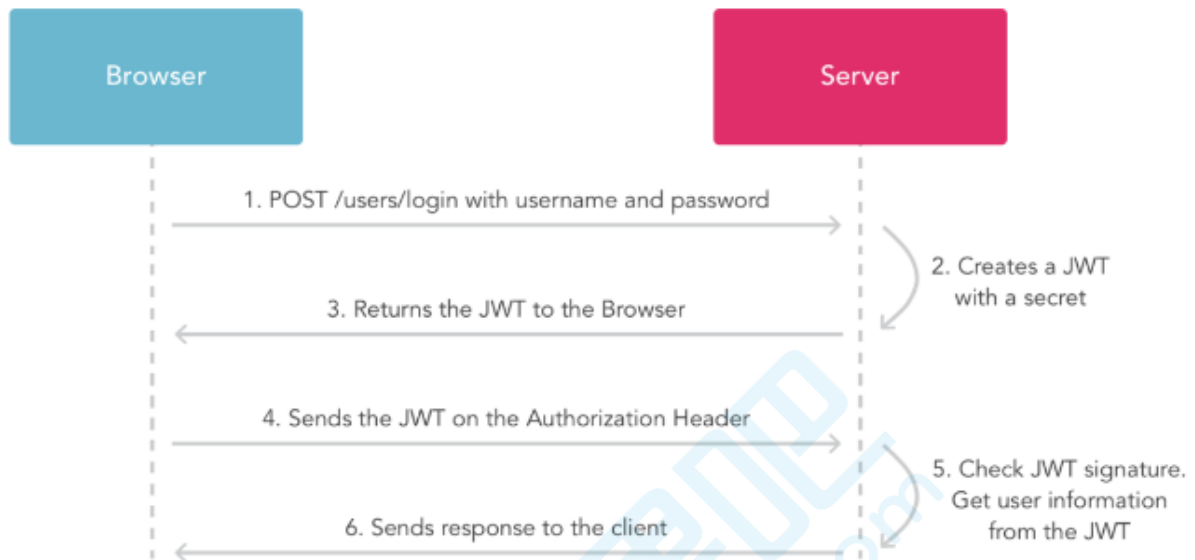 Browser
Server
1. POST /users/login with username and password
2. Creates a JWT
with a secret
3. Returns the JWT to the Browser
4. Sends the JWT on the Authorization Header
5. Check JWT signature.
Get user information
from the JWT
6. Sends response to the client